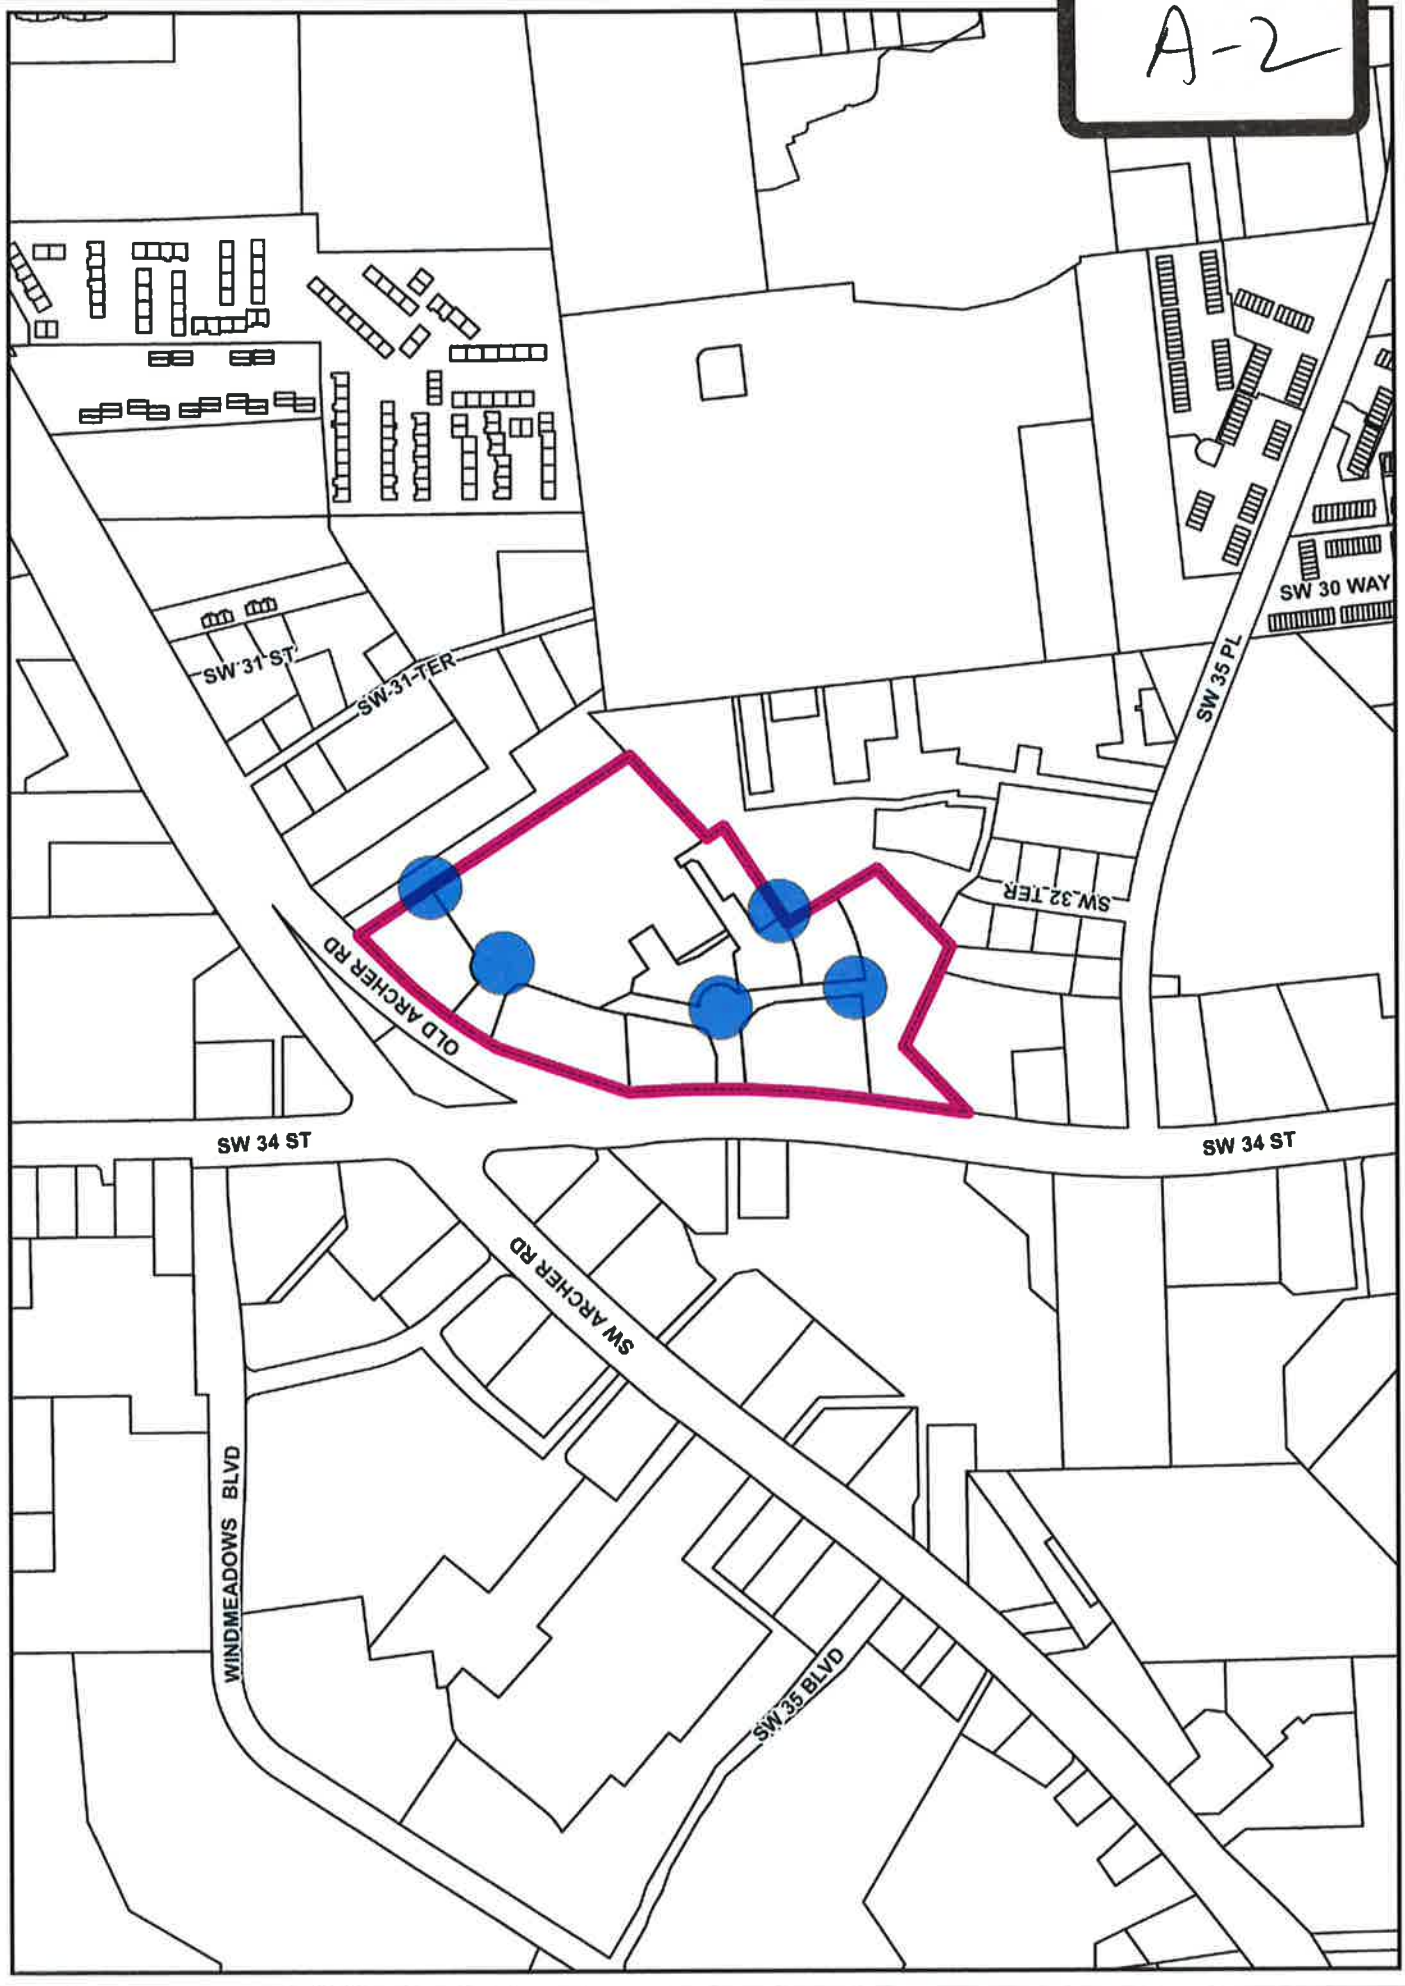 A-2
SW 30 WAY
SW 35 PL
SW 31 ST
SW 31 TER
SW 32 TER
OLD ARCHER RD
SW 34 ST
SW 34 ST
SW ARCHER RD
WINDMEADOWS BLVD
SW 35 BLVD